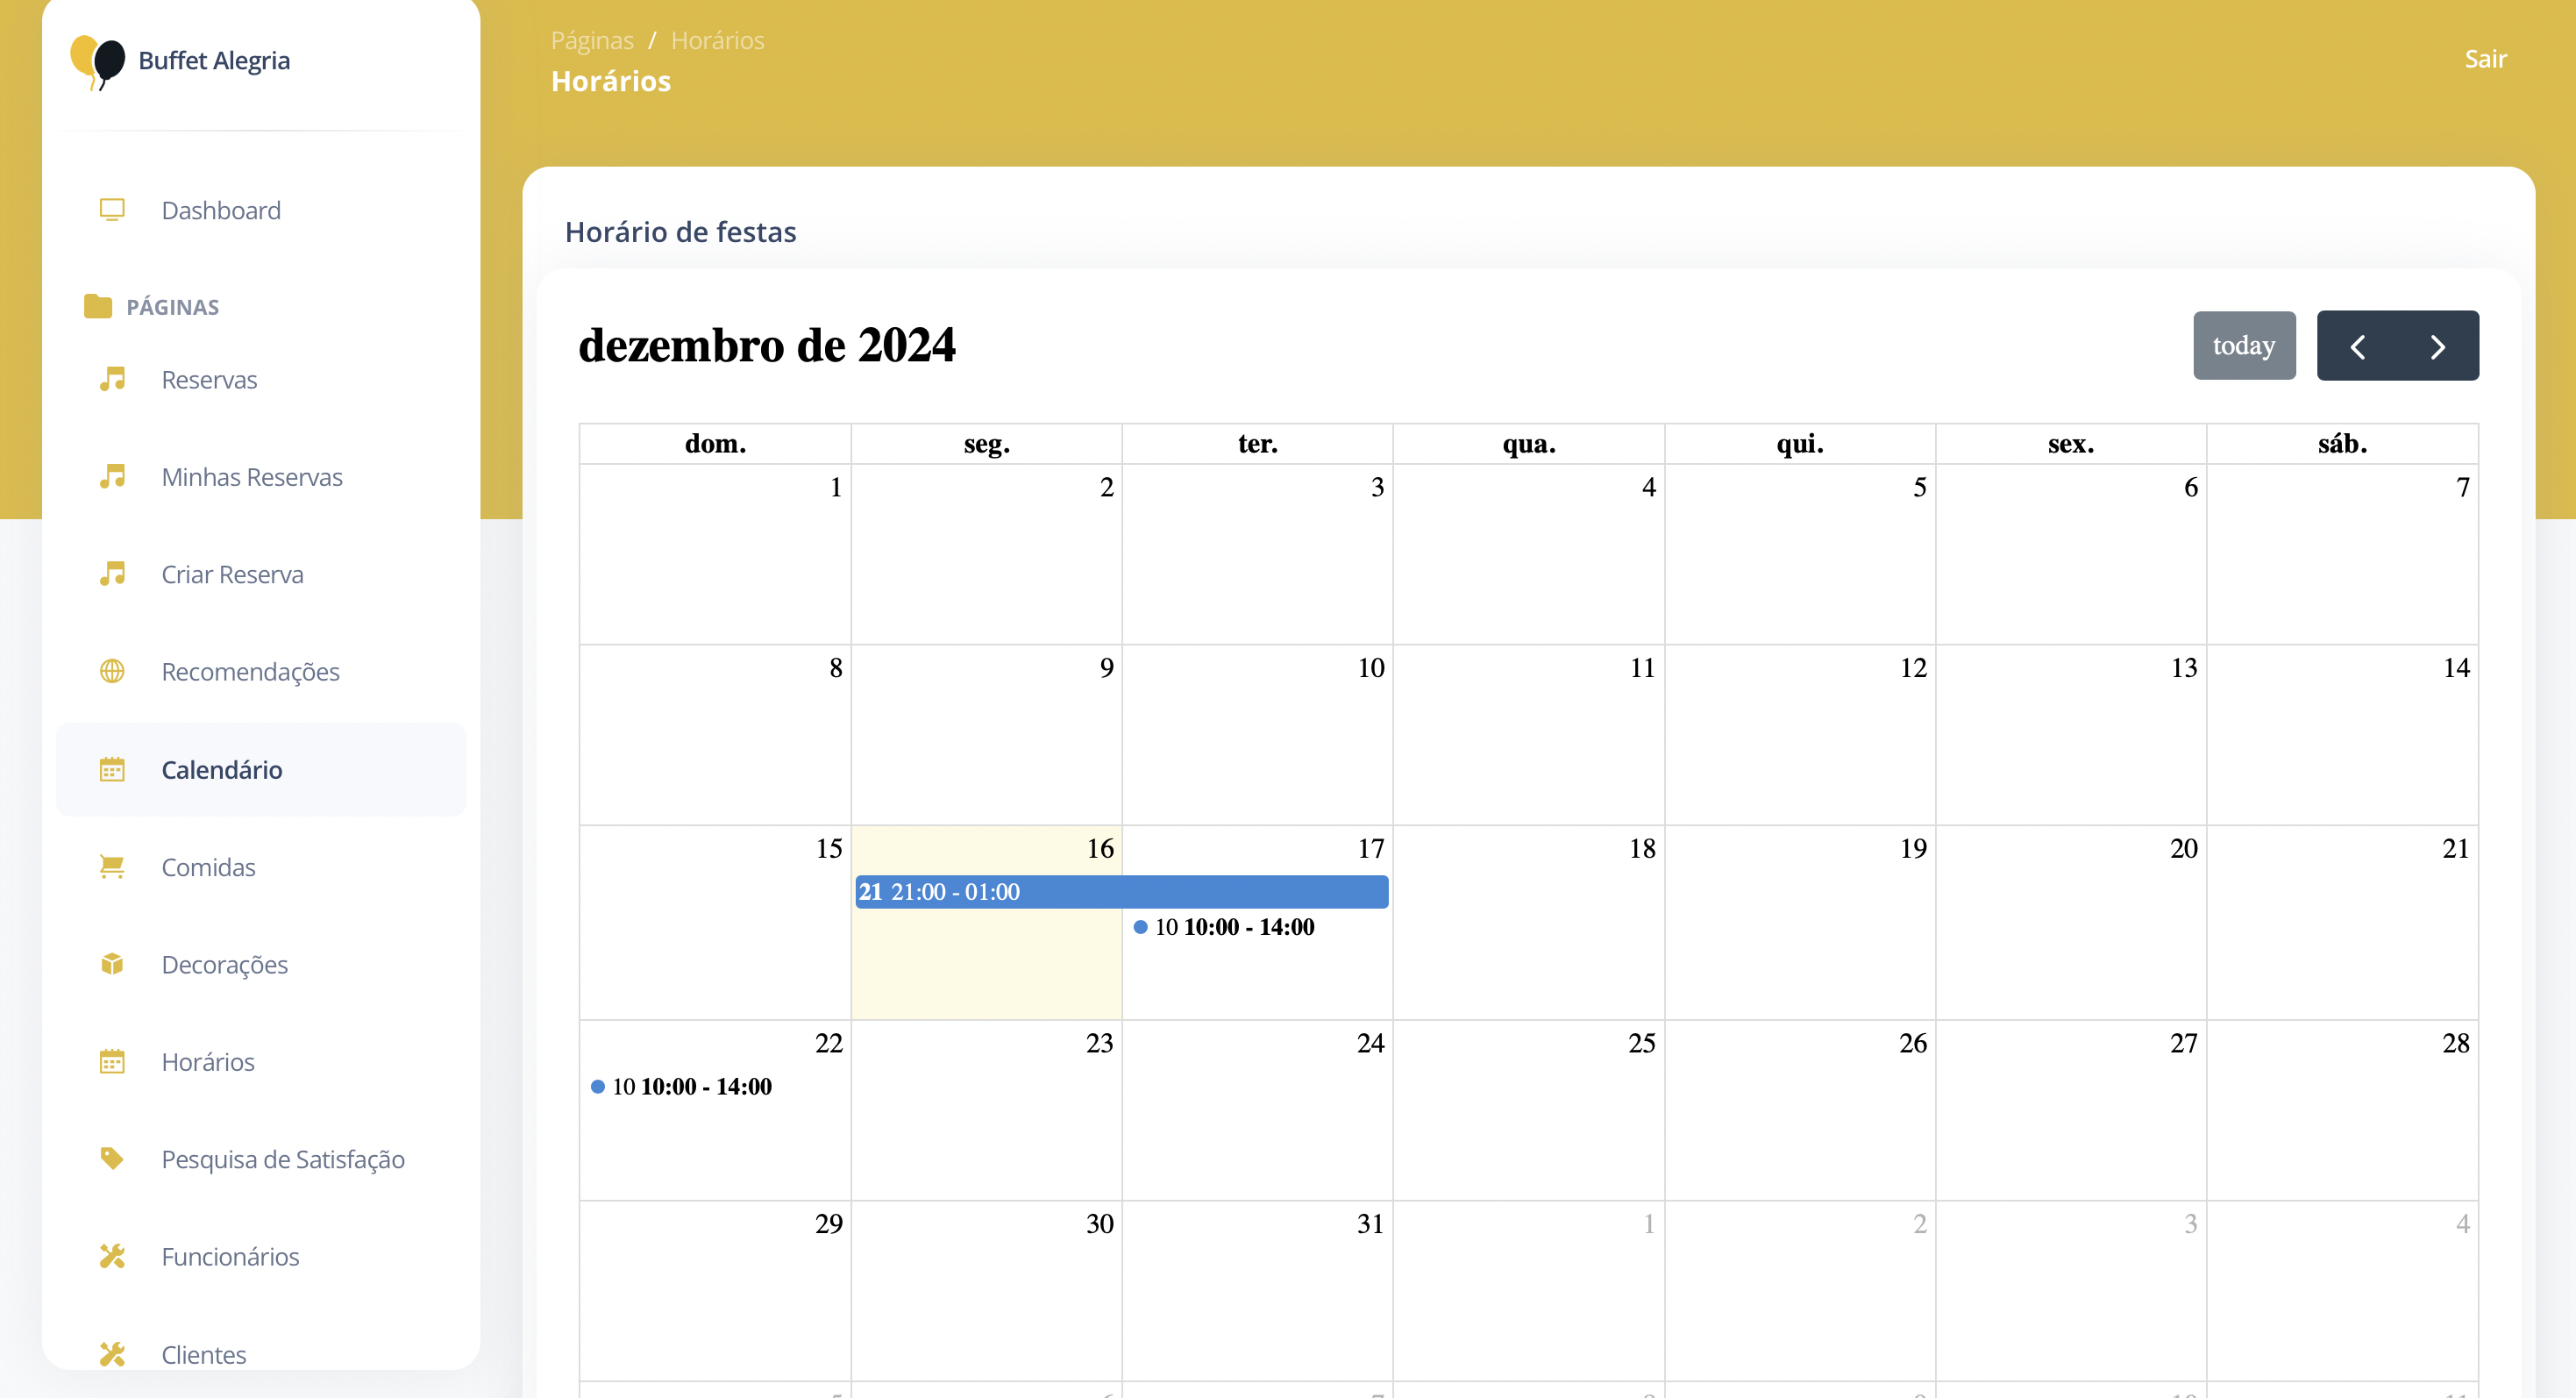 Buffet Alegria
Dashboard
PÁGINAS
Reservas
Minhas Reservas
Criar Reserva
Recomendações
Calendário
Comidas
Decorações
Horários
Pesquisa de Satisfação
Funcionários
Clientes
Páginas / Horários
Horários
Sair
Horário de festas
dezembro de 2024
today
dom. seg. ter. qua. qui. sex. sáb.
1 2 3 4 5 6 7
8 9 10 11 12 13 14
15 16 17 18 19 20 21
21 21:00 - 01:00
10 10:00 - 14:00
22 23 24 25 26 27 28
10 10:00 - 14:00
29 30 31 1 2 3 4